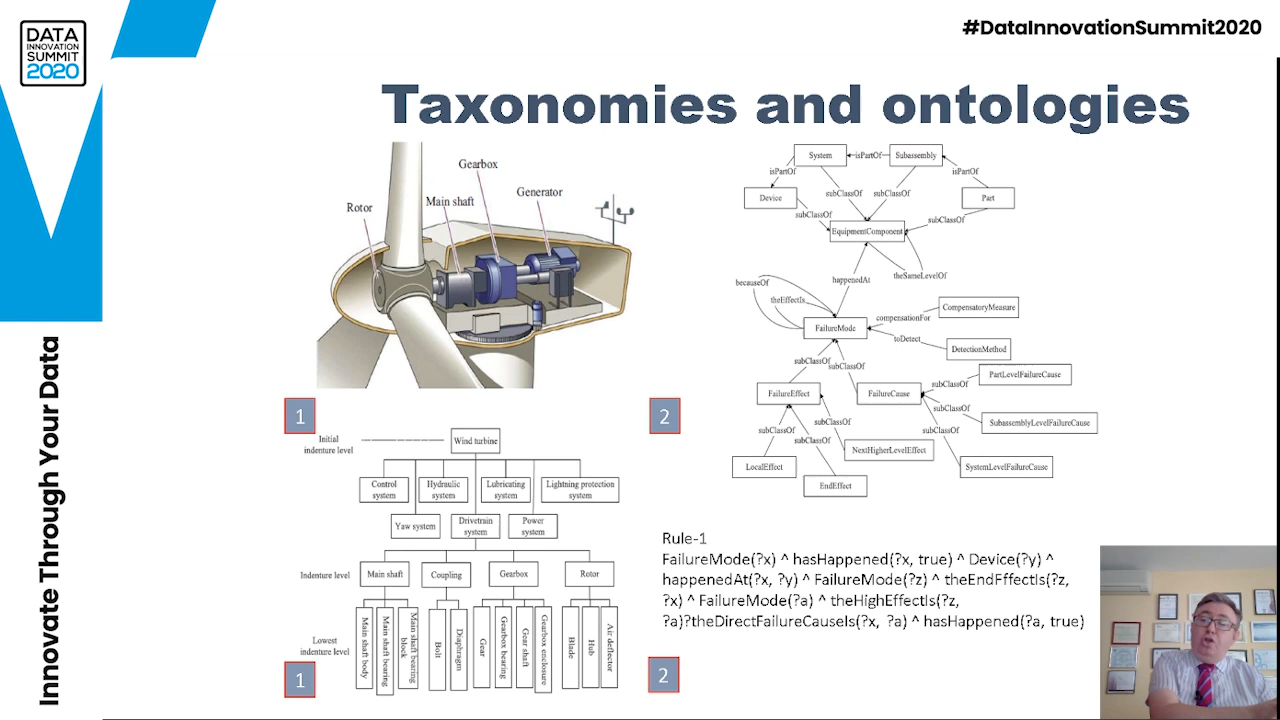 DATA
INNOVATION
SUMMIT
2020
#DataInnovationSummit2020
Innovate Through Your Data
Taxonomies and ontologies
Gearbox
Generator
Main shaft
Rotor
1
Initial
indenture level
Wind turbine
Control
system
Hydraulic
system
Lubricating
system
Lightning protection
system
Yaw system
Drivetrain
system
Power
system
Indenture level
Main shaft
Coupling
Gearbox
Rotor
Lowest
indenture level
Main shaft body
Main shaft bearing
Main shaft bearing
block
Bolt
Diaphragm
Gear
Gearbox bearing
Gear shaft
Gearbox enclosure
Blade
Hub
Air deflector
1
System
isPartOf
Subassembly
isPartOf
isPartOf
Device
subClassOf
subClassOf
Part
subClassOf
subClassOf
EquipmentComponent
happenedAt
theSameLevelOf
becauseOf
theEffectIs
CompensatoryMeasure
compensationFor
FailureMode
toDetect
DetectionMethod
subClassOf
subClassOf
PartLevelFailureCause
subClassOf
FailureEffect
FailureCause
subClassOf
SubassemblyLevelFailureCause
subClassOf
subClassOf
subClassOf
subClassOf
NextHigherLevelEffect
LocalEffect
SystemLevelFailureCause
EndEffect
2
Rule-1
FailureMode(?x) ^ hasHappened(?x, true) ^ Device(?y) ^
happenedAt(?x, ?y) ^ FailureMode(?z) ^ theEndFffectIs(?z,
?x) ^ FailureMode(?a) ^ theHighEffectIs(?z,
?a)?theDirectFailureCauseIs(?x, ?a) ^ hasHappened(?a, true)
2